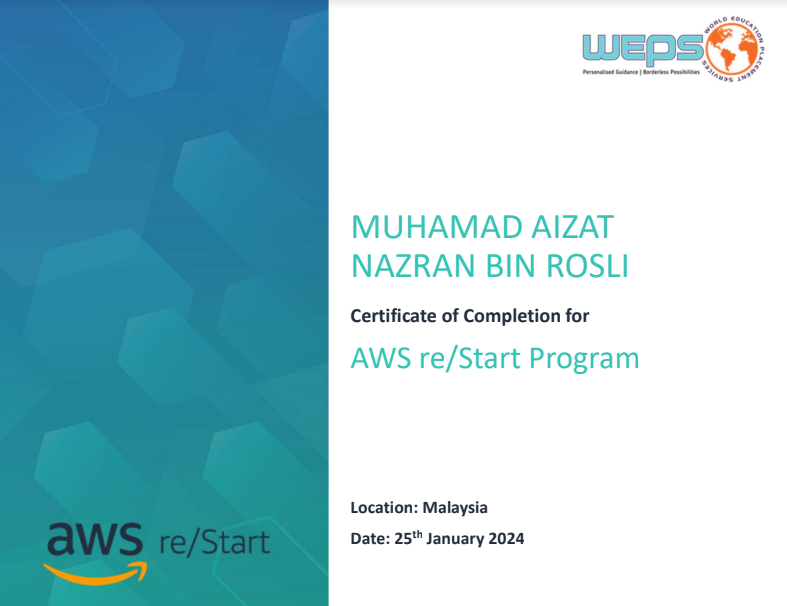 WEPS
WORLD EDUCATION PLACEMENT SERVICES
Personalised Guidance | Borderless Possibilities
MUHAMAD AIZAT
NAZRAN BIN ROSLI
Certificate of Completion for
AWS re/Start Program
Location: Malaysia
Date: 25th January 2024
aws re/Start